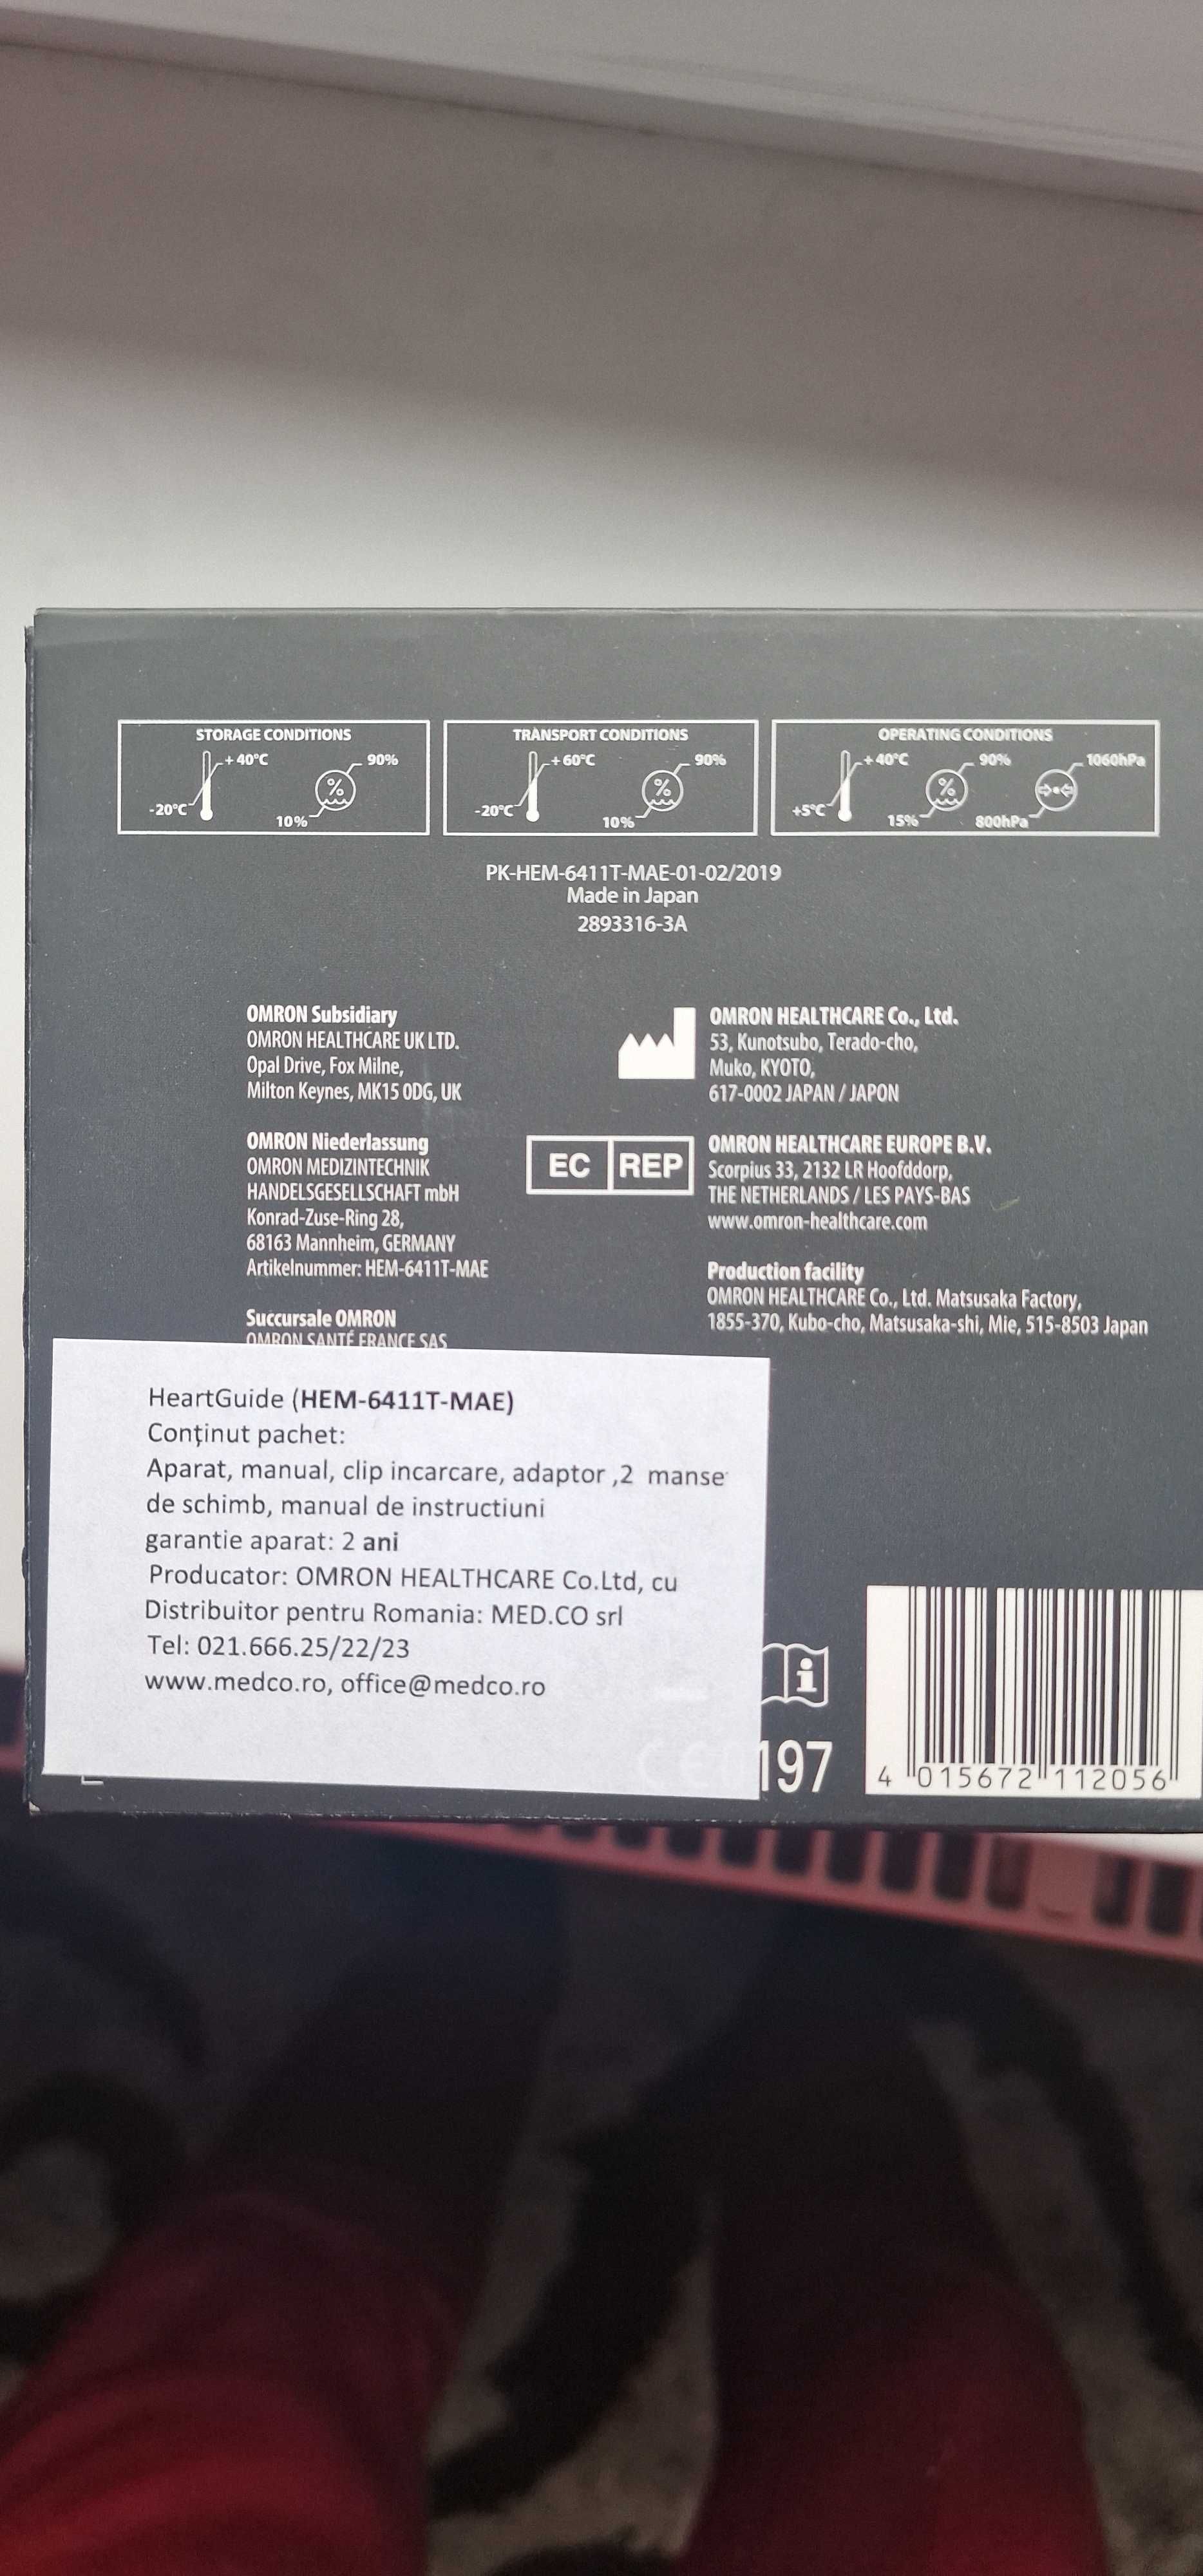 STORAGE CONDITIONS
+40°C
-20°C
90%
10%
TRANSPORT CONDITIONS
+60°C
-20°C
90%
10%
OPERATING CONDITIONS
+40°C
+5°C
90%
15%
1060hPa
800hPa
PK-HEM-6411T-MAE-01-02/2019
Made in Japan
2893316-3A
OMRON Subsidiary
OMRON HEALTHCARE UK LTD.
Opal Drive, Fox Milne,
Milton Keynes, MK15 0DG, UK
OMRON Niederlassung
OMRON MEDIZINTECHNIK
HANDELSGESELLSCHAFT mbH
Konrad-Zuse-Ring 28,
68163 Mannheim, GERMANY
Artikelnummer: HEM-6411T-MAE
Succursale OMRON
OMRON SANTÉ FRANCE SAS
OMRON HEALTHCARE Co., Ltd.
53, Kunotsubo, Terado-cho,
Muko, KYOTO,
617-0002 JAPAN / JAPON
EC REP
OMRON HEALTHCARE EUROPE B.V.
Scorpius 33, 2132 LR Hoofddorp,
THE NETHERLANDS / LES PAYS-BAS
www.omron-healthcare.com
Production facility
OMRON HEALTHCARE Co., Ltd. Matsusaka Factory,
1855-370, Kubo-cho, Matsusaka-shi, Mie, 515-8503 Japan
HeartGuide (HEM-6411T-MAE)
Conținut pachet:
Aparat, manual, clip incarcare, adaptor ,2 manse
de schimb, manual de instructiuni
garantie aparat: 2 ani
Producator: OMRON HEALTHCARE Co.Ltd, cu
Distribuitor pentru Romania: MED.CO srl
Tel: 021.666.25/22/23
www.medco.ro, office@medco.ro
197
4 015672 112056